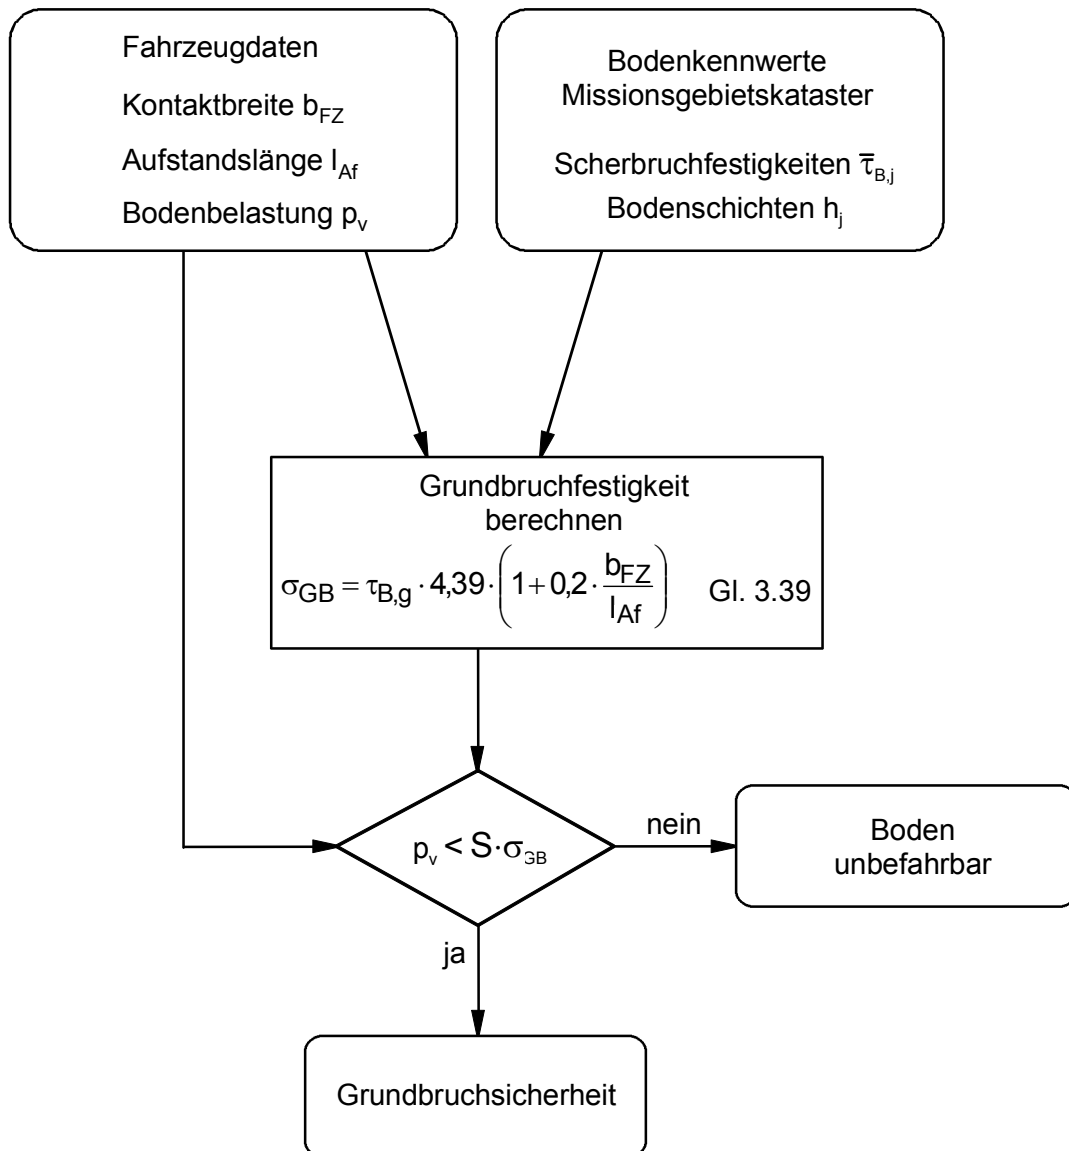 Fahrzeugdaten
Kontaktbreite b_FZ
Aufstandslänge l_Af
Bodenbelastung p_v
Bodenkennwerte
Missionsgebietskataster
Scherbruchfestigkeiten τ̅_B,j
Bodenschichten h_j
Grundbruchfestigkeit
berechnen
σ_GB = τ_B,g · 4,39 · (1 + 0,2 · b_FZ / l_Af) Gl. 3.39
p_v < S·σ_GB
nein
Boden
unbefahrbar
ja
Grundbruchsicherheit